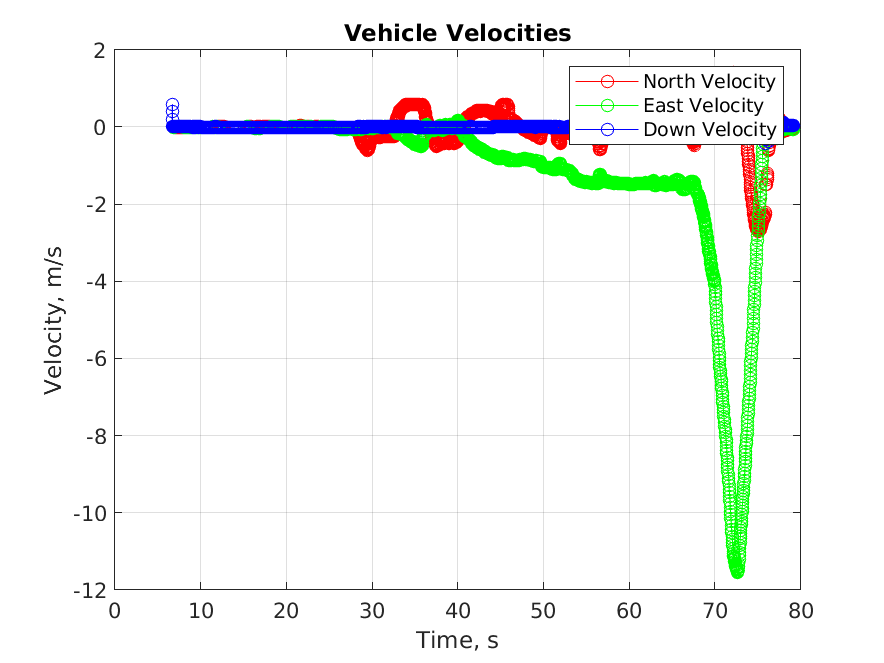 Vehicle Velocities
2
0
-2
-4
-6
-8
-10
-12
Velocity, m/s
North Velocity
East Velocity
Down Velocity
0 10 20 30 40 50 60 70 80
Time, s